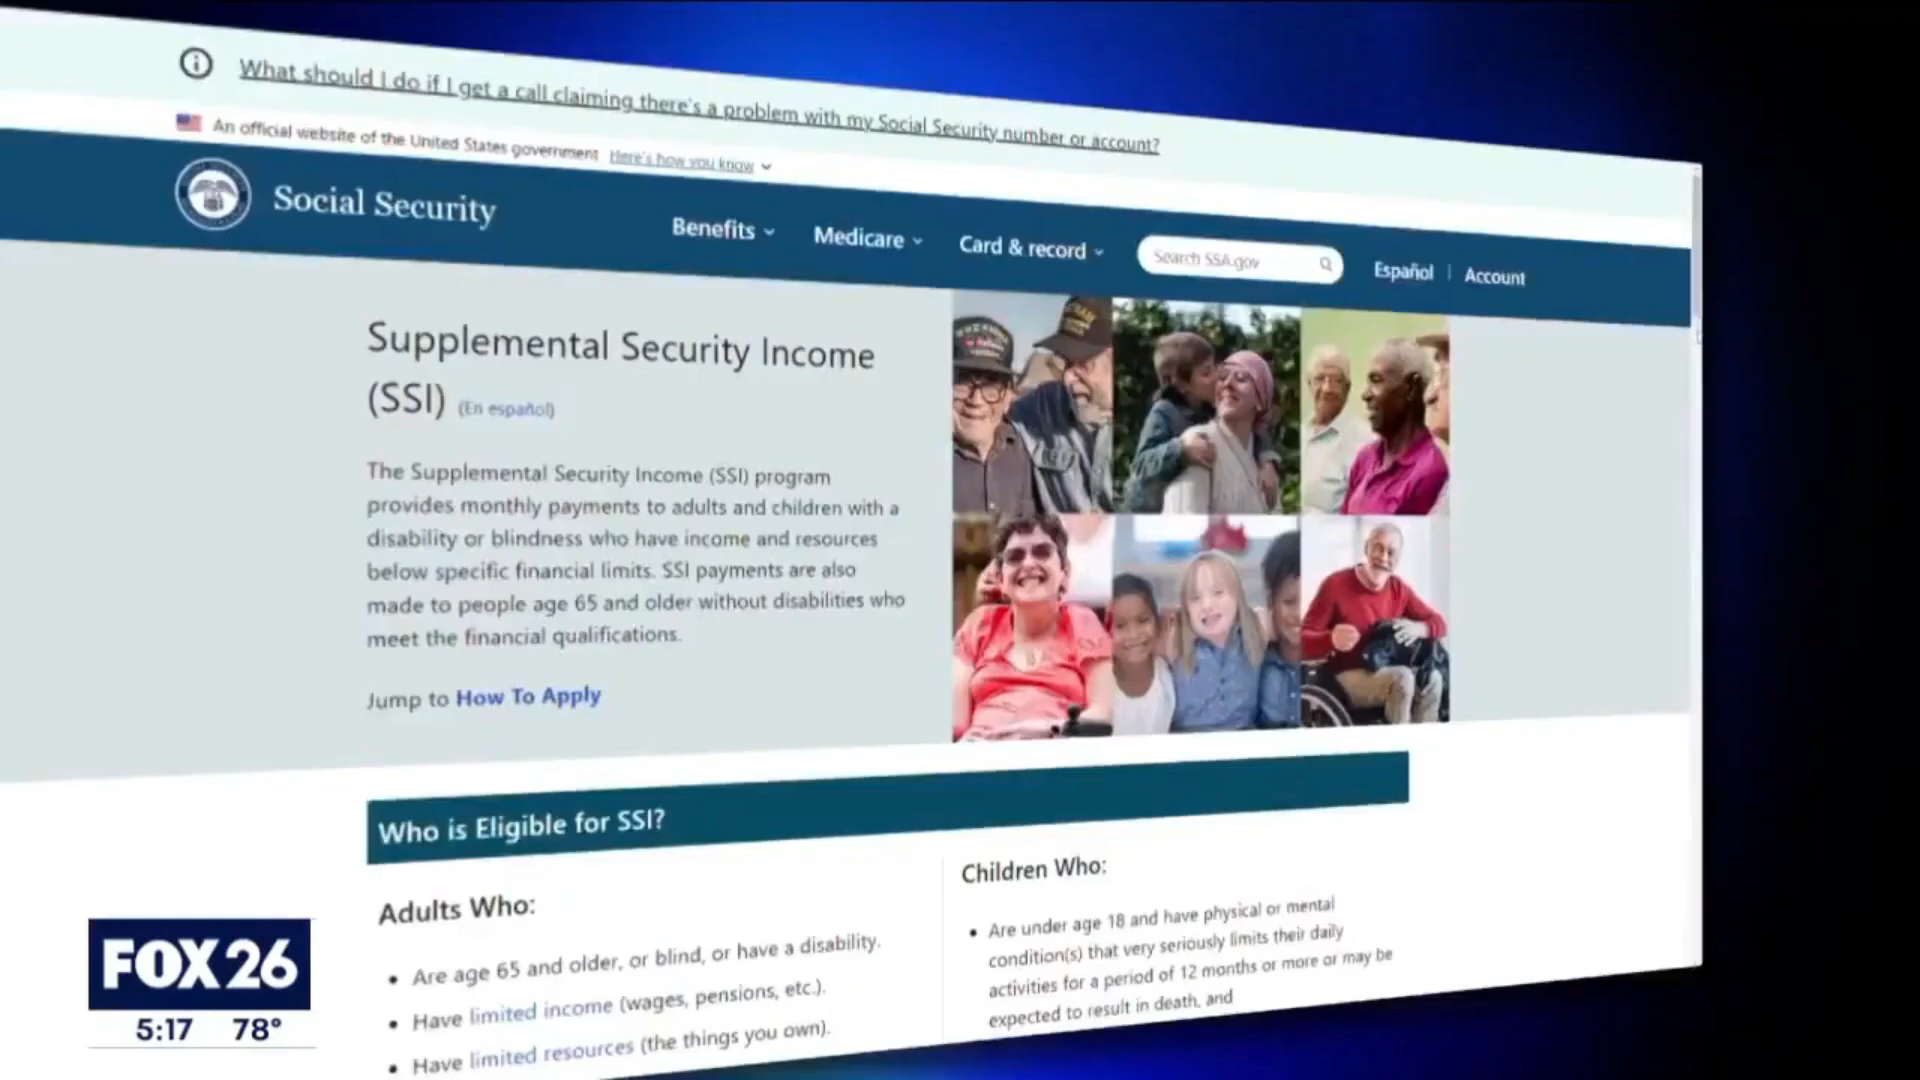 What should I do if I get a call claiming there's a problem with my Social Security number or account?
An official website of the United States government Here's how you know
Social Security
Benefits
Medicare
Card & record
Search SSA.gov
Español
Account
Supplemental Security Income
(SSI) (En español)
The Supplemental Security Income (SSI) program
provides monthly payments to adults and children with a
disability or blindness who have income and resources
below specific financial limits. SSI payments are also
made to people age 65 and older without disabilities who
meet the financial qualifications.
Jump to How To Apply
Who is Eligible for SSI?
Adults Who:
• Are age 65 and older, or blind, or have a disability.
• Have limited income (wages, pensions, etc.).
• Have limited resources (the things you own).
Children Who:
• Are under age 18 and have physical or mental
condition(s) that very seriously limits their daily
activities for a period of 12 months or more or may be
expected to result in death, and
FOX 26
5:17 78°